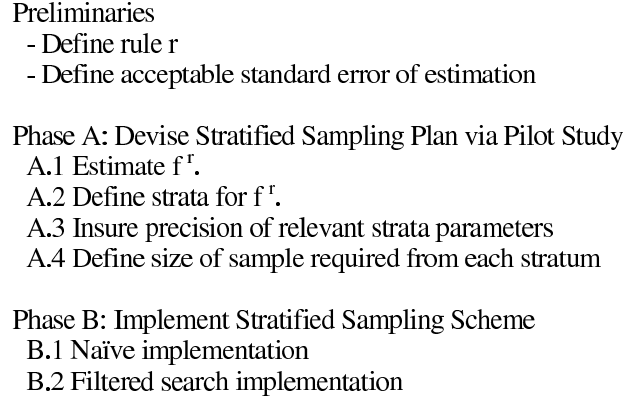 Preliminaries
- Define rule r
- Define acceptable standard error of estimation
Phase A: Devise Stratified Sampling Plan via Pilot Study
A.1 Estimate f ʳ.
A.2 Define strata for f ʳ.
A.3 Insure precision of relevant strata parameters
A.4 Define size of sample required from each stratum
Phase B: Implement Stratified Sampling Scheme
B.1 Naïve implementation
B.2 Filtered search implementation